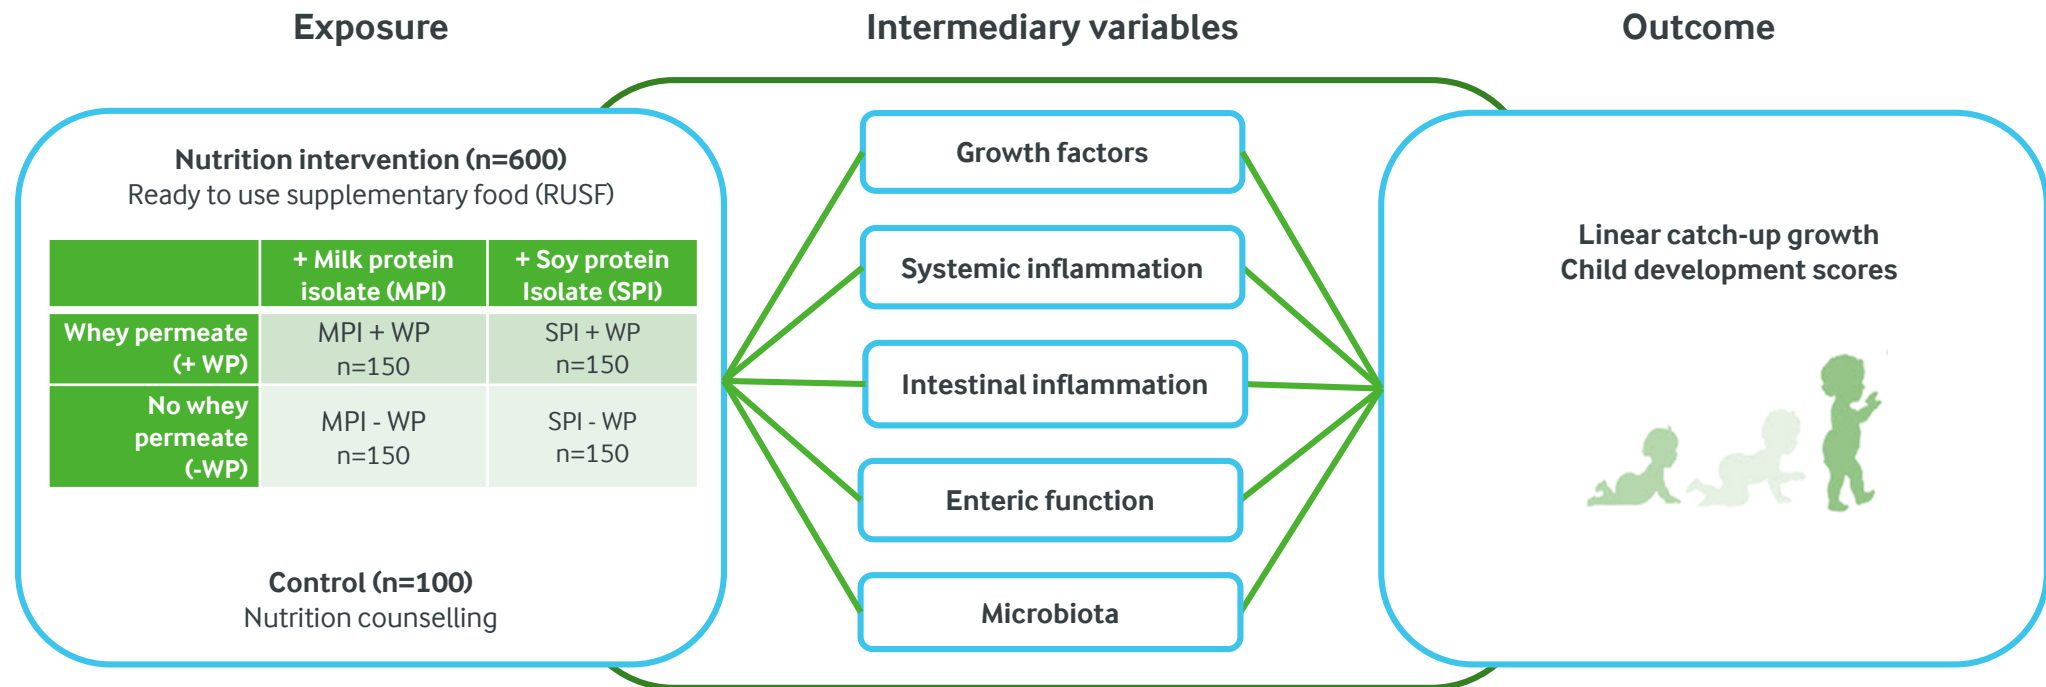 Exposure
Intermediary variables
Outcome
Nutrition intervention (n=600)
Ready to use supplementary food (RUSF)
+ Milk protein
isolate (MPI)
+ Soy protein
Isolate (SPI)
Whey permeate
(+ WP)
MPI + WP
n=150
SPI + WP
n=150
No whey
permeate
(-WP)
MPI - WP
n=150
SPI - WP
n=150
Control (n=100)
Nutrition counselling
Growth factors
Systemic inflammation
Intestinal inflammation
Enteric function
Microbiota
Linear catch-up growth
Child development scores